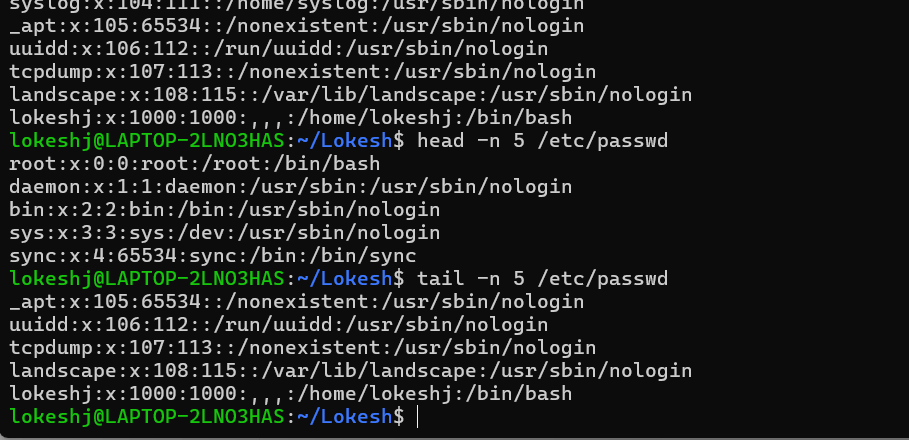 syslog:x:104:111::/home/syslog:/usr/sbin/nologin
_apt:x:105:65534::/nonexistent:/usr/sbin/nologin
uuidd:x:106:112::/run/uuidd:/usr/sbin/nologin
tcpdump:x:107:113::/nonexistent:/usr/sbin/nologin
landscape:x:108:115::/var/lib/landscape:/usr/sbin/nologin
lokeshj:x:1000:1000:,,,:/home/lokeshj:/bin/bash
lokeshj@LAPTOP-2LNO3HAS:~/Lokesh$ head -n 5 /etc/passwd
root:x:0:0:root:/root:/bin/bash
daemon:x:1:1:daemon:/usr/sbin:/usr/sbin/nologin
bin:x:2:2:bin:/bin:/usr/sbin/nologin
sys:x:3:3:sys:/dev:/usr/sbin/nologin
sync:x:4:65534:sync:/bin:/bin/sync
lokeshj@LAPTOP-2LNO3HAS:~/Lokesh$ tail -n 5 /etc/passwd
_apt:x:105:65534::/nonexistent:/usr/sbin/nologin
uuidd:x:106:112::/run/uuidd:/usr/sbin/nologin
tcpdump:x:107:113::/nonexistent:/usr/sbin/nologin
landscape:x:108:115::/var/lib/landscape:/usr/sbin/nologin
lokeshj:x:1000:1000:,,,:/home/lokeshj:/bin/bash
lokeshj@LAPTOP-2LNO3HAS:~/Lokesh$